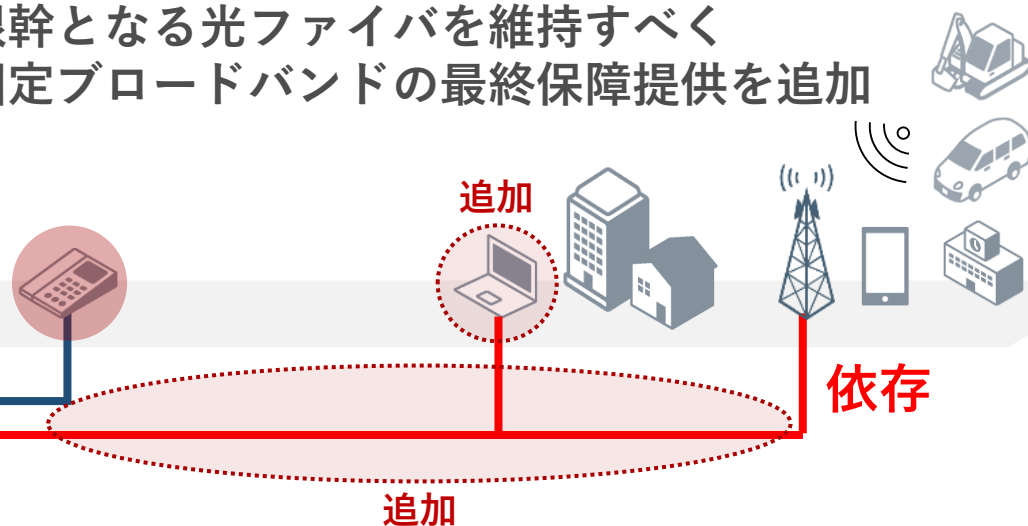 幹となる光ファイバを維持すべく
定ブロードバンドの最終保障提供を追加
追加
依存
追加